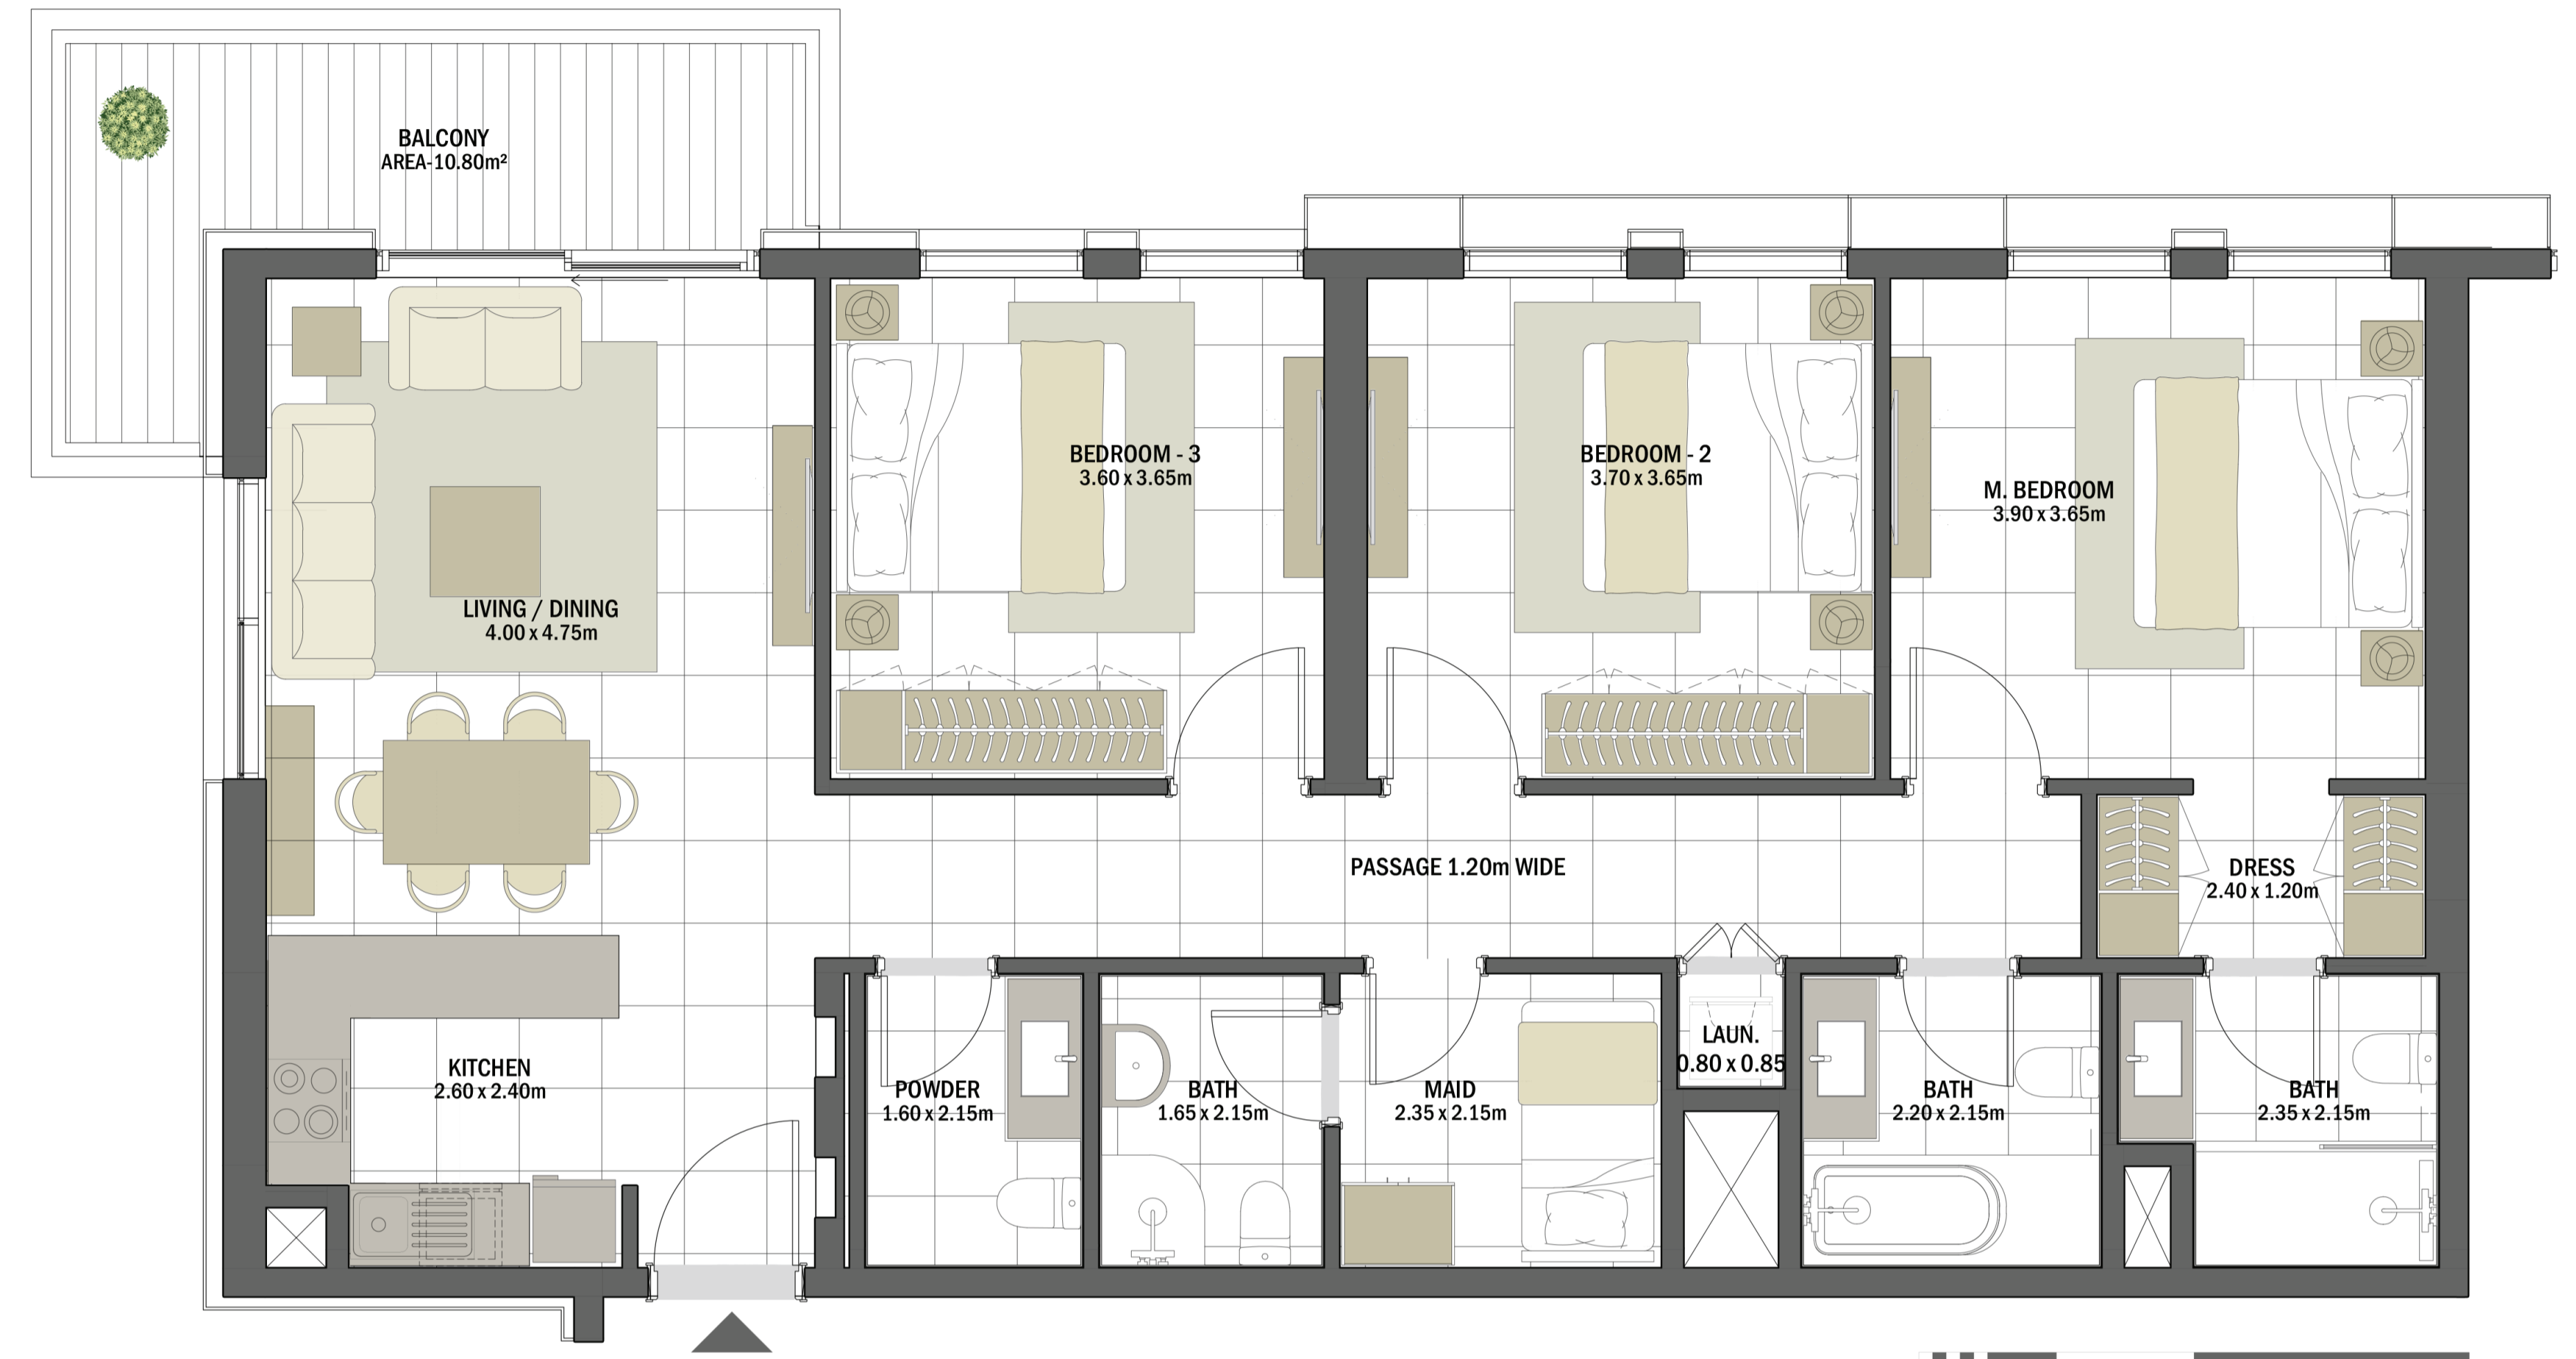 BALCONY
AREA-10.80m²
BEDROOM - 3
3.60 x 3.65m
BEDROOM - 2
3.70 x 3.65m
M. BEDROOM
3.90 x 3.65m
LIVING / DINING
4.00 x 4.75m
PASSAGE 1.20m WIDE
DRESS
2.40 x 1.20m
KITCHEN
2.60 x 2.40m
POWDER
1.60 x 2.15m
BATH
1.65 x 2.15m
MAID
2.35 x 2.15m
LAUN.
0.80 x 0.85
BATH
2.20 x 2.15m
BATH
2.35 x 2.15m